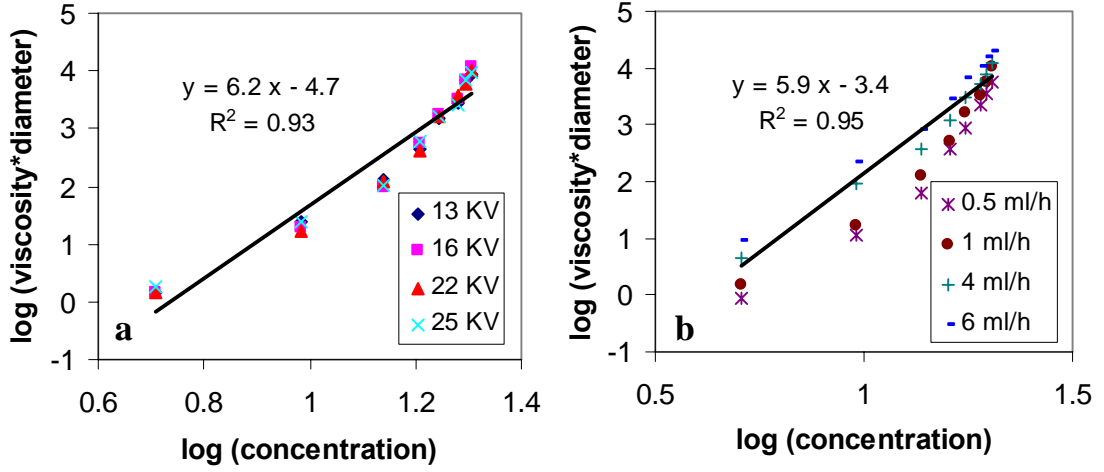 log (viscosity*diameter)
5
4
3
2
1
0
-1
y = 6.2 x - 4.7
R² = 0.93
13 KV
16 KV
22 KV
25 KV
a
0.6
0.8
1
1.2
1.4
log (concentration)
log (viscosity*diameter)
5
4
3
2
1
0
-1
y = 5.9 x - 3.4
R² = 0.95
0.5 ml/h
1 ml/h
4 ml/h
6 ml/h
b
0.5
1
1.5
log (concentration)